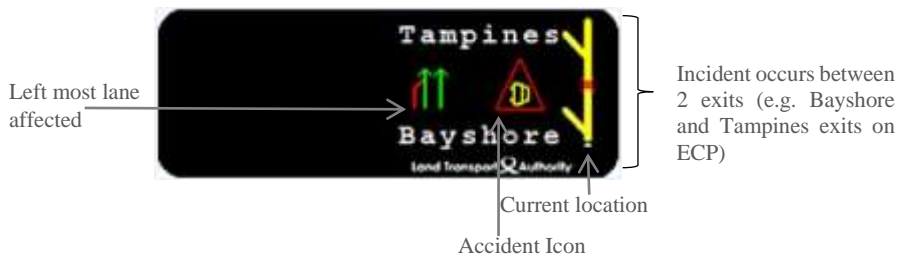 Tampines
Bayshore
Land Transport Authority
Left most lane
affected
Incident occurs between
2 exits (e.g. Bayshore
and Tampines exits on
ECP)
Current location
Accident Icon